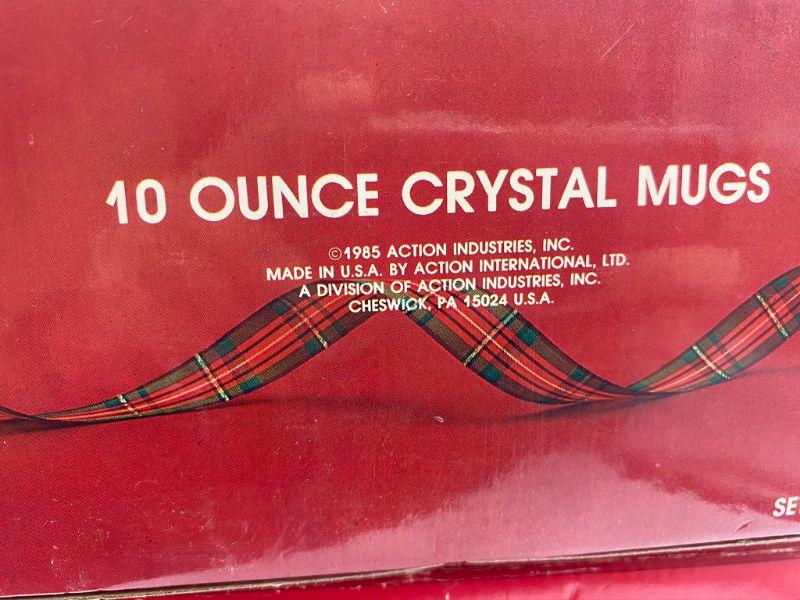 10 OUNCE CRYSTAL MUGS
©1985 ACTION INDUSTRIES, INC.
MADE IN U.S.A. BY ACTION INTERNATIONAL, LTD.
A DIVISION OF ACTION INDUSTRIES, INC.
CHESWICK, PA 15024 U.S.A.